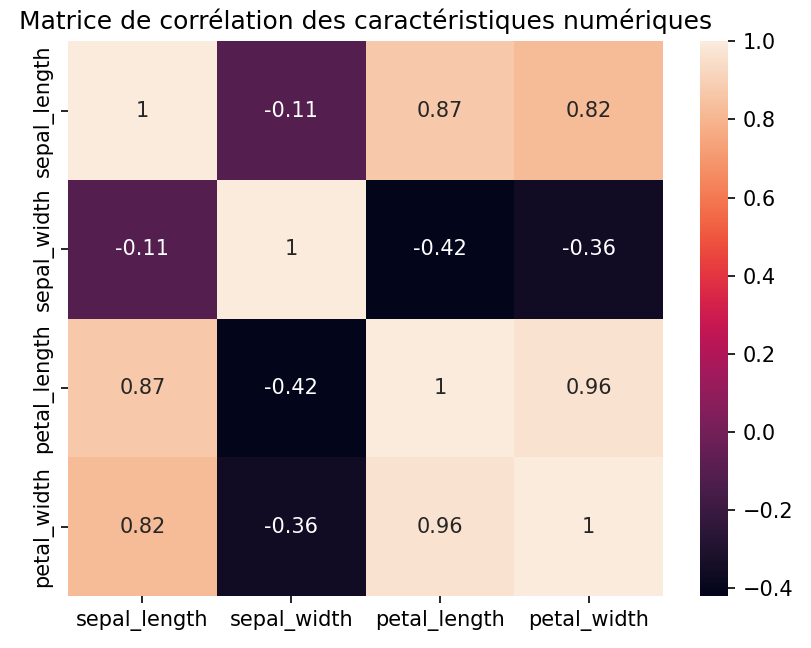 Matrice de corrélation des caractéristiques numériques
sepal_length
1
-0.11
0.87
0.82
sepal_width
-0.11
1
-0.42
-0.36
petal_length
0.87
-0.42
1
0.96
petal_width
0.82
-0.36
0.96
1
sepal_length
sepal_width
petal_length
petal_width
1.0
0.8
0.6
0.4
0.2
0.0
−0.2
−0.4